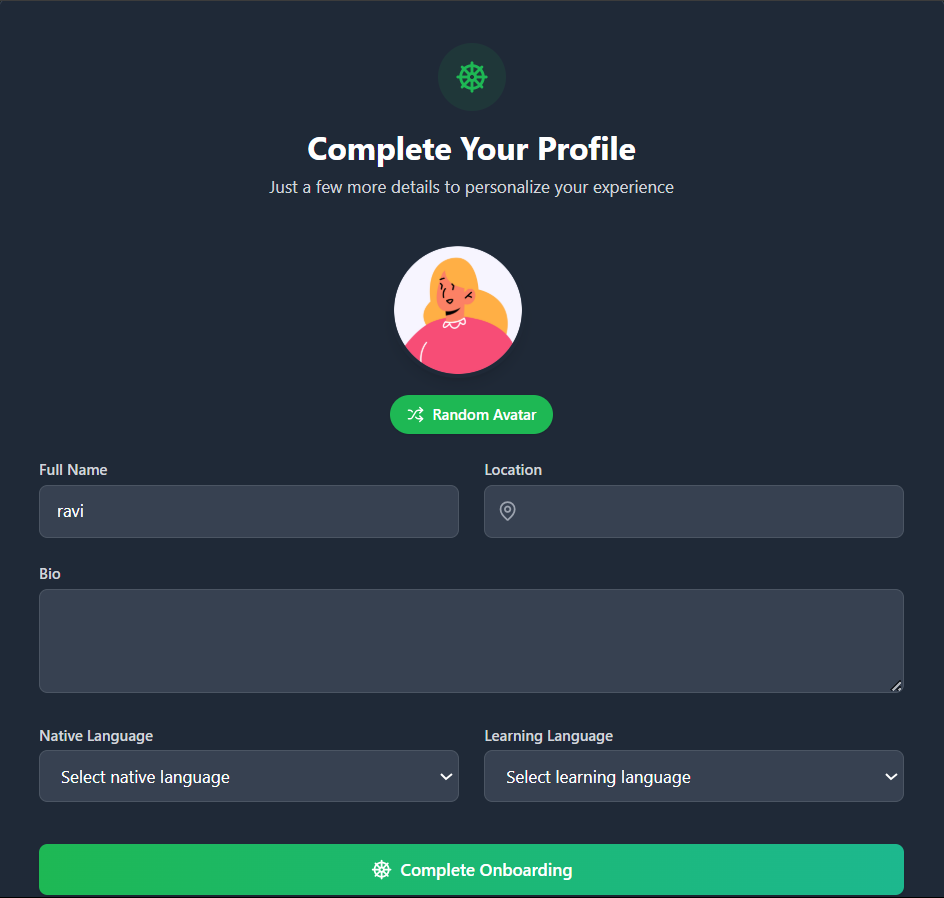 Complete Your Profile
Just a few more details to personalize your experience
Random Avatar
Full Name
Location
ravi
Bio
Native Language
Learning Language
Select native language
Select learning language
Complete Onboarding